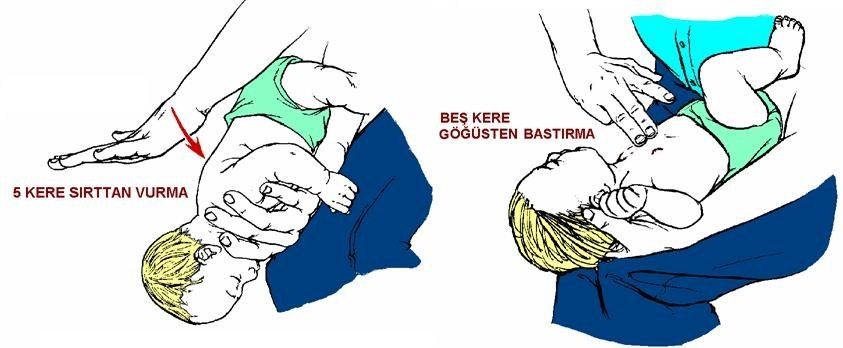 5 KERE SIRTTAN VURMA
BEŞ KERE
GÖĞÜSTEN BASTIRMA